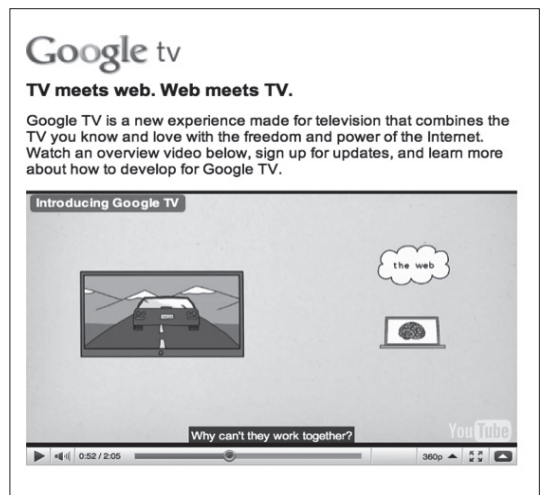 Google tv
TV meets web. Web meets TV.
Google TV is a new experience made for television that combines the
TV you know and love with the freedom and power of the Internet.
Watch an overview video below, sign up for updates, and learn more
about how to develop for Google TV.
Introducing Google TV
the web
Why can't they work together?
YouTube
0:52 / 2:05
360p